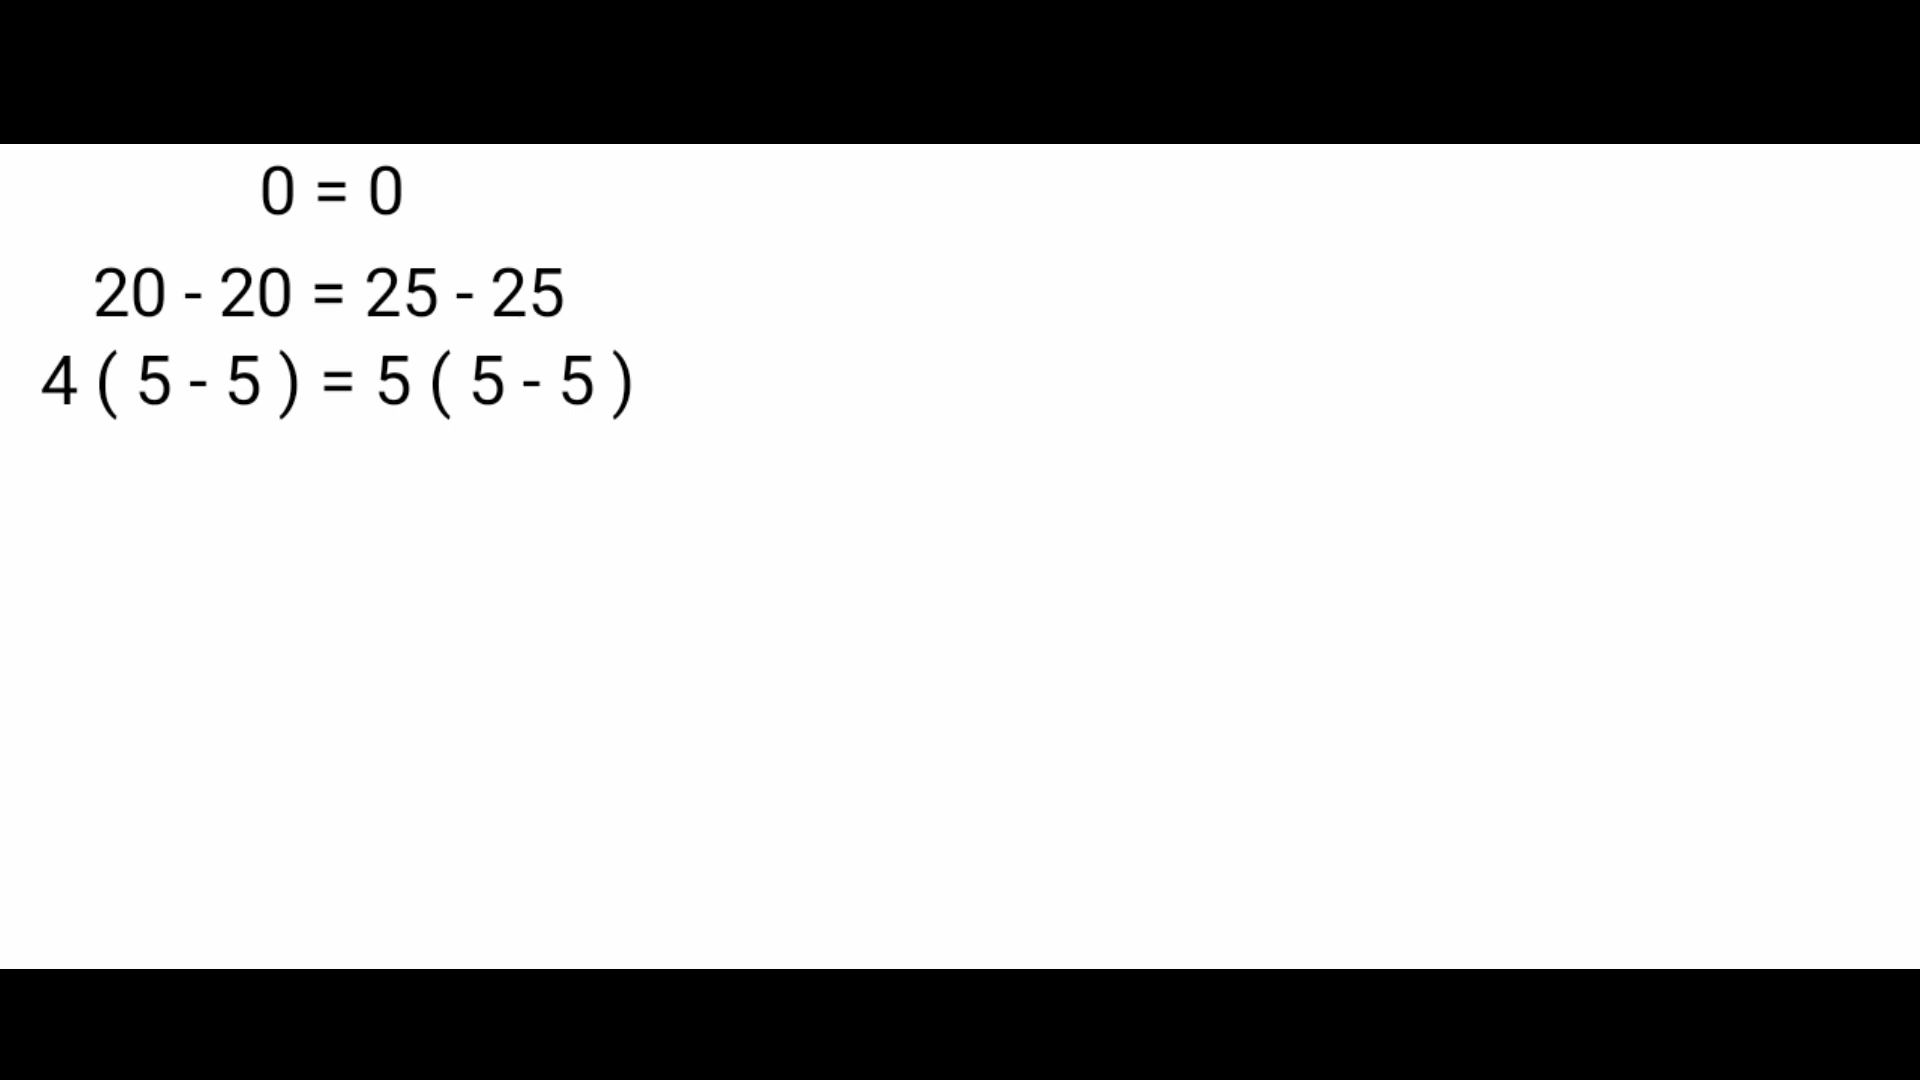 0 = 0
20 - 20 = 25 - 25
4 ( 5 - 5 ) = 5 ( 5 - 5 )